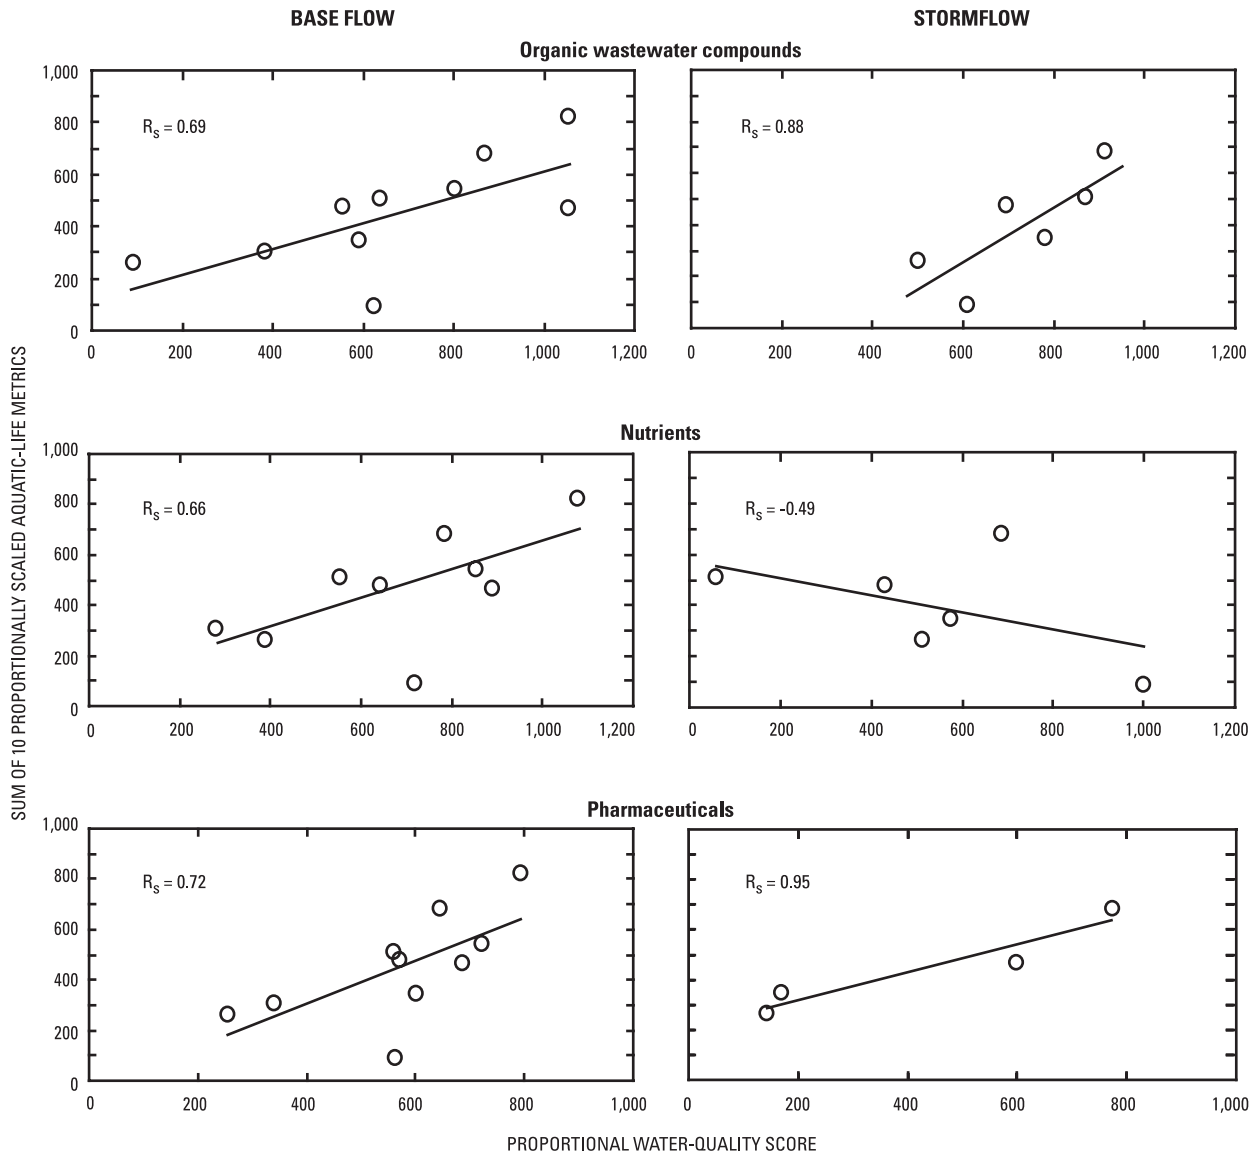 BASE FLOW
STORMFLOW
Organic wastewater compounds
1,000
800
600
400
200
0
Rs = 0.69
0 200 400 600 800 1,000 1,200
Rs = 0.88
0 200 400 600 800 1,000 1,200
SUM OF 10 PROPORTIONALLY SCALED AQUATIC-LIFE METRICS
Nutrients
1,000
800
600
400
200
0
Rs = 0.66
0 200 400 600 800 1,000 1,200
Rs = -0.49
0 200 400 600 800 1,000 1,200
Pharmaceuticals
1,000
800
600
400
200
0
Rs = 0.72
0 200 400 600 800 1,000
Rs = 0.95
0 200 400 600 800 1,000
PROPORTIONAL WATER-QUALITY SCORE